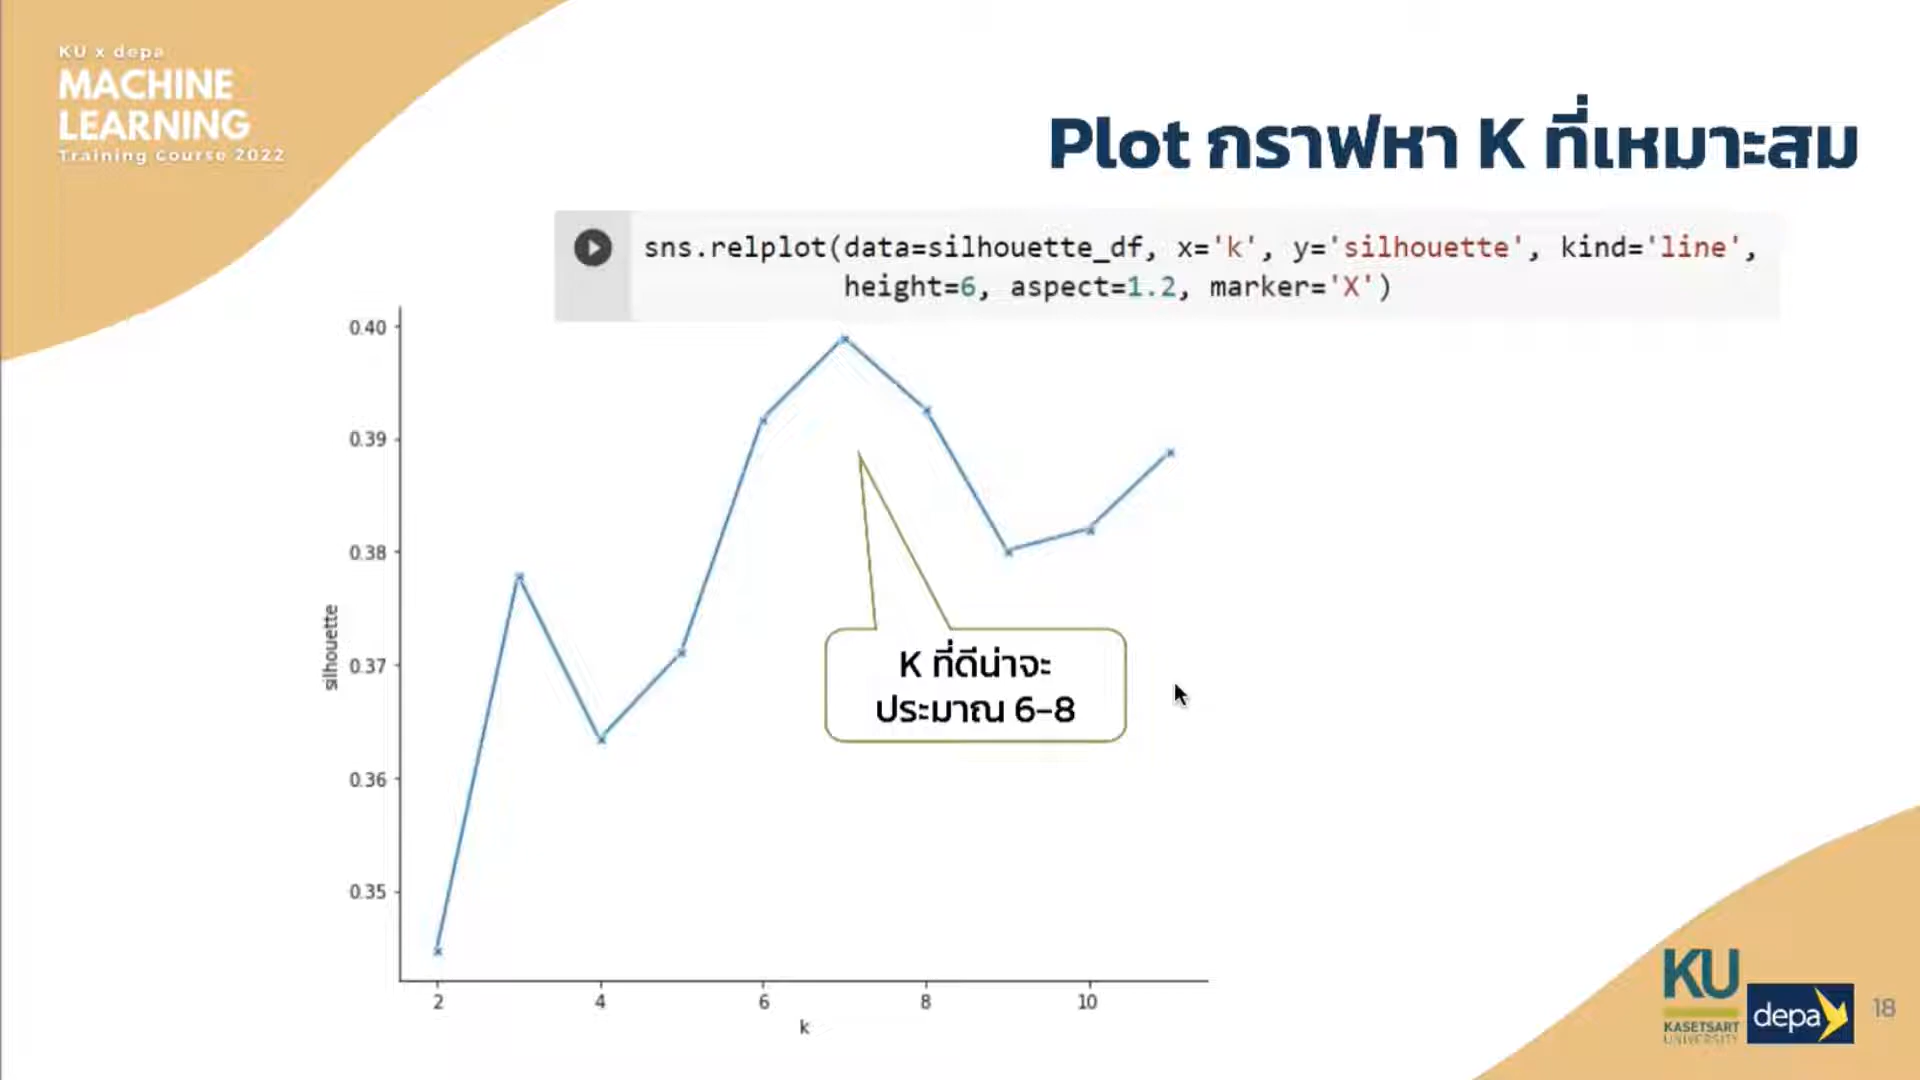 KU x depa
MACHINE
LEARNING
Training Course 2022
Plot กราฟหา K ที่เหมาะสม
sns.relplot(data=silhouette_df, x='k', y='silhouette', kind='line',
height=6, aspect=1.2, marker='X')
0.40
0.39
0.38
0.37
0.36
0.35
silhouette
2
4
6
8
10
k
K ที่ดีน่าจะ
ประมาณ 6-8
KU
KASETSART
UNIVERSITY
depa
18